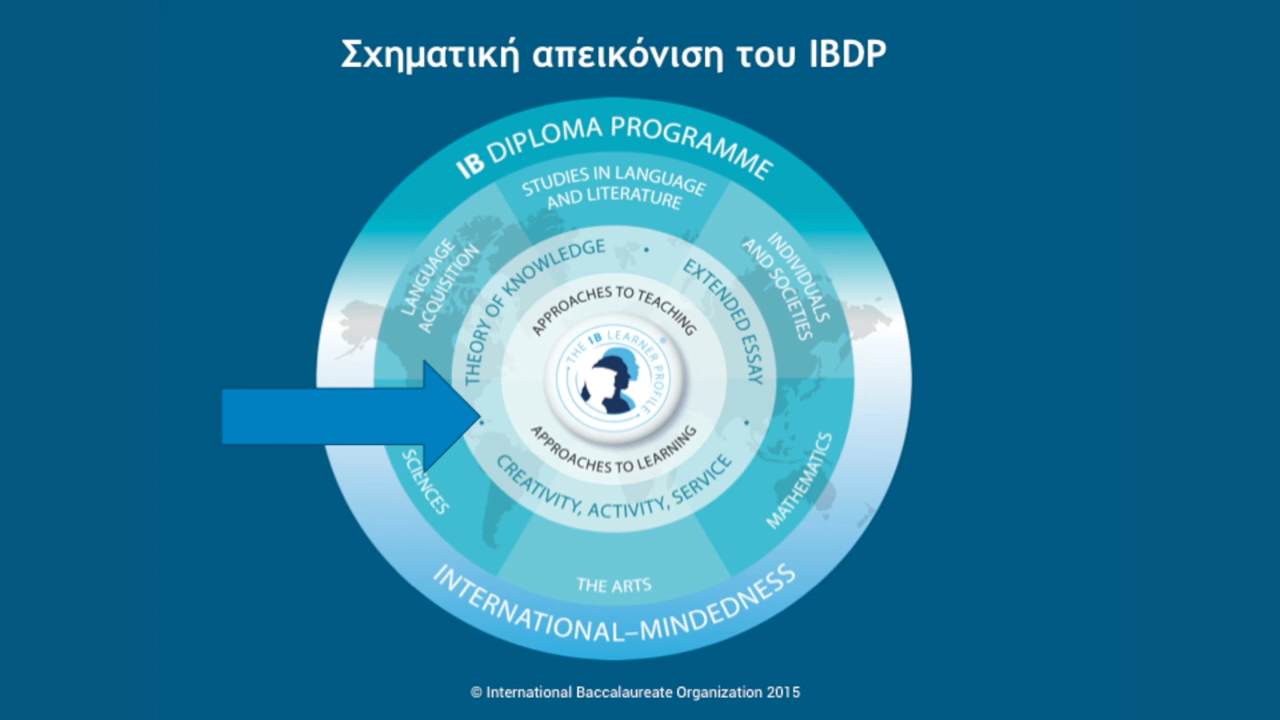 Σχηματική απεικόνιση του IBDP
IB DIPLOMA PROGRAMME
STUDIES IN LANGUAGE
AND LITERATURE
LANGUAGE
ACQUISITION
INDIVIDUALS
AND SOCIETIES
THEORY OF KNOWLEDGE
EXTENDED ESSAY
APPROACHES TO TEACHING
THE IB LEARNER PROFILE
®
APPROACHES TO LEARNING
CREATIVITY, ACTIVITY, SERVICE
SCIENCES
MATHEMATICS
THE ARTS
INTERNATIONAL–MINDEDNESS
© International Baccalaureate Organization 2015